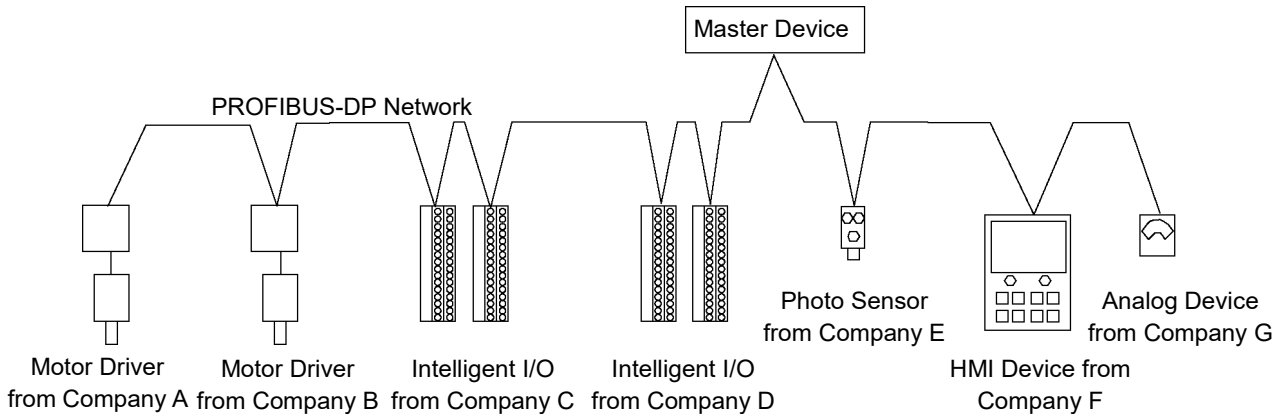 Master Device
PROFIBUS-DP Network
Photo Sensor
from Company E
Analog Device
from Company G
Motor Driver
from Company A
Motor Driver
from Company B
Intelligent I/O
from Company C
Intelligent I/O
from Company D
HMI Device from
Company F